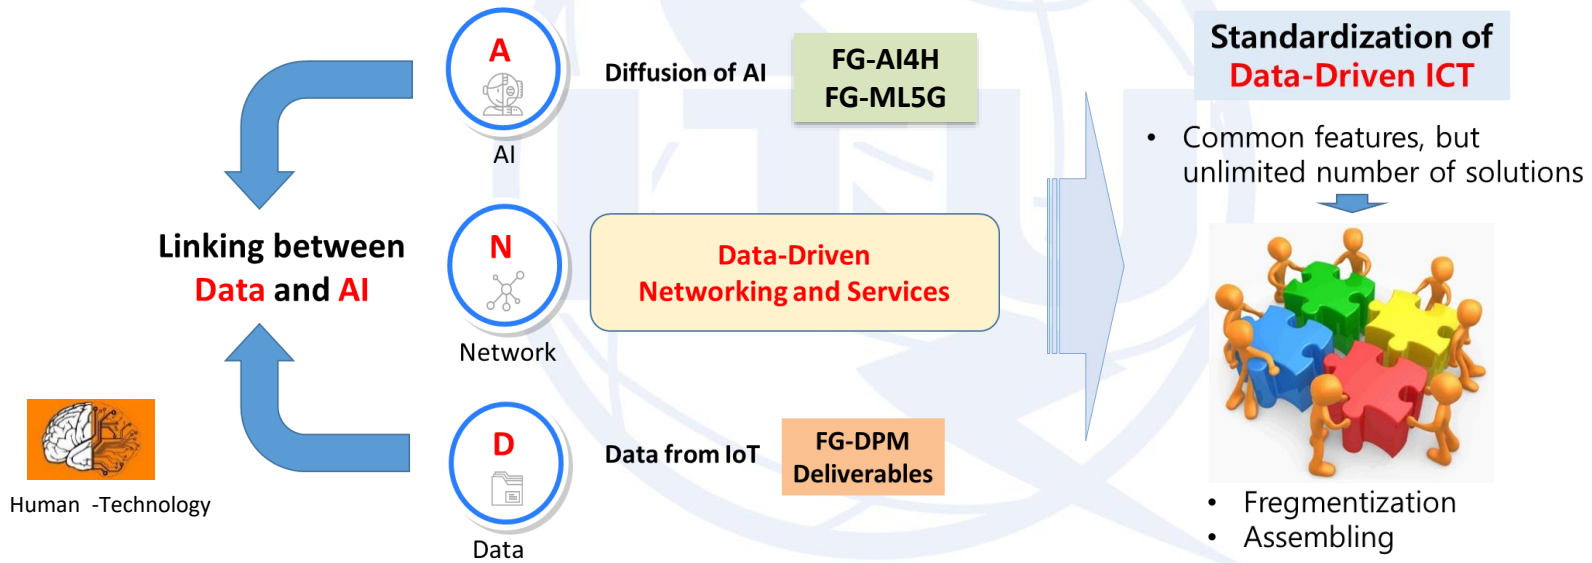 A
AI
Diffusion of AI
FG-AI4H
FG-ML5G
Linking between
Data and AI
N
Network
Data-Driven
Networking and Services
D
Data
Data from IoT
FG-DPM
Deliverables
Human -Technology
Standardization of
Data-Driven ICT
• Common features, but
unlimited number of solutions
• Fregmentization
• Assembling
ITU